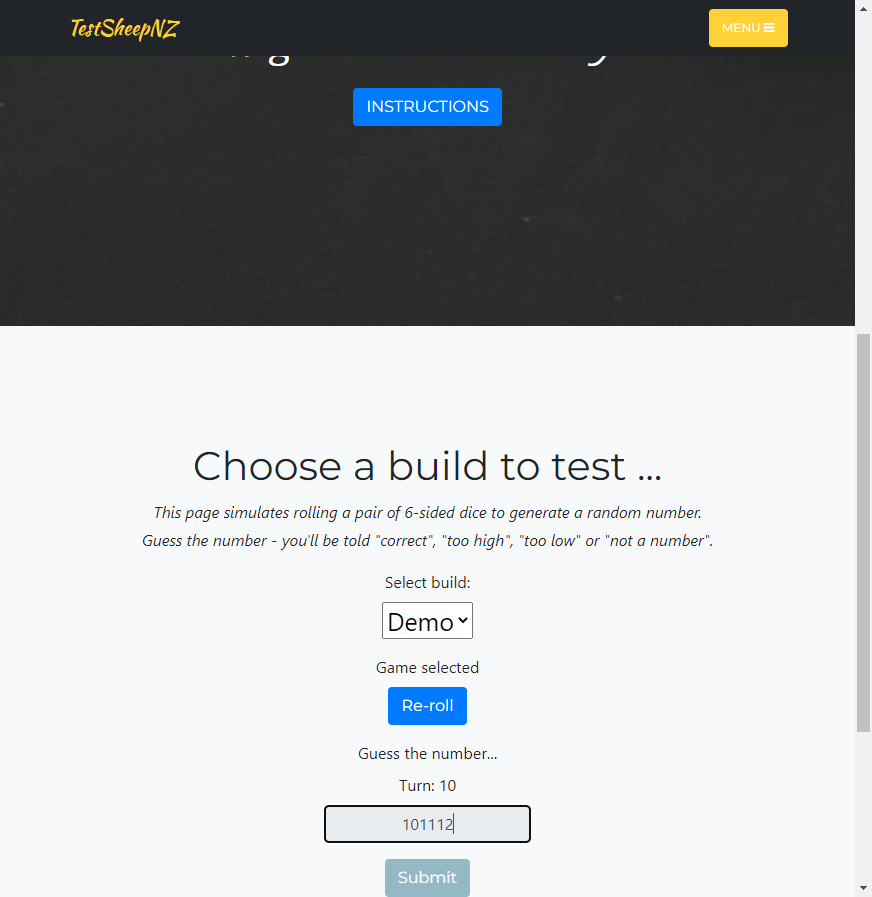 TestSheepNZ
MENU
INSTRUCTIONS
Choose a build to test ...
This page simulates rolling a pair of 6-sided dice to generate a random number.
Guess the number - you'll be told "correct", "too high", "too low" or "not a number".
Select build:
Demo
Game selected
Re-roll
Guess the number...
Turn: 10
101112
Submit